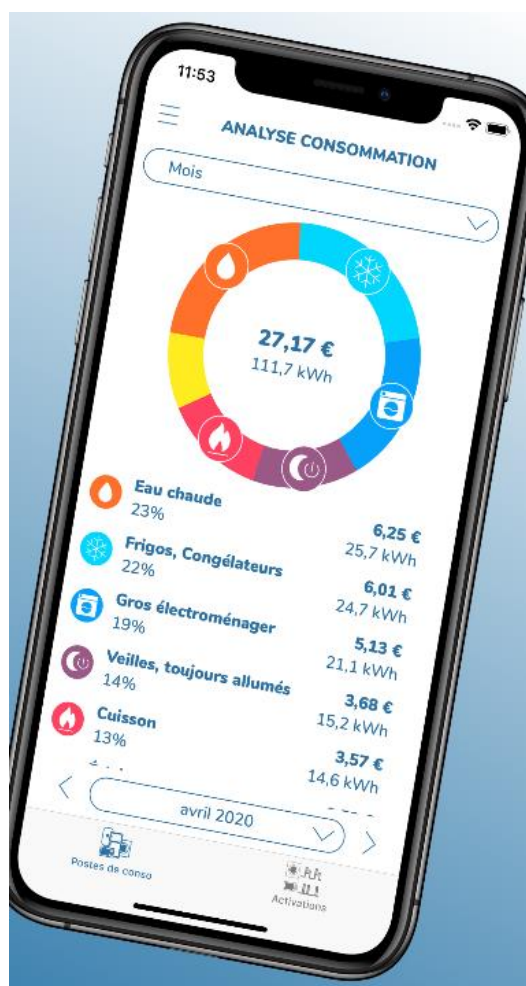 11:53
ANALYSE CONSOMMATION
Mois
27,17 €
111,7 kWh
Eau chaude
23%
6,25 €
25,7 kWh
Frigos, Congélateurs
22%
6,01 €
24,7 kWh
Gros électroménager
19%
5,13 €
21,1 kWh
Veilles, toujours allumés
14%
3,68 €
15,2 kWh
Cuisson
13%
3,57 €
14,6 kWh
avril 2020
Postes de conso
Activations